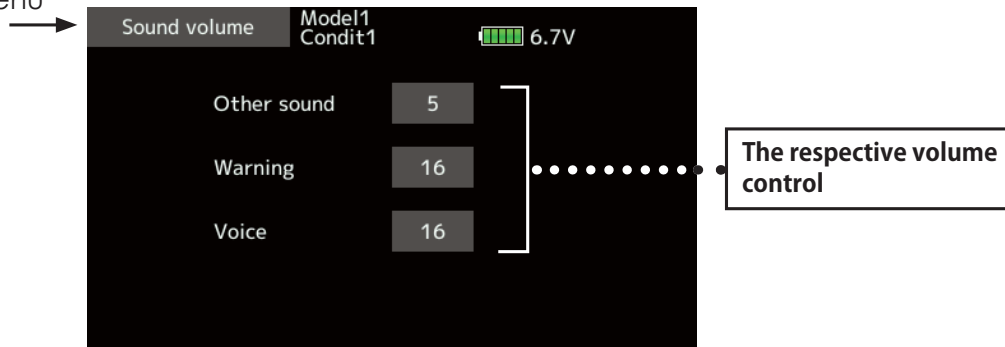 Sound volume
Model1
Condit1
6.7V
Other sound 5
Warning 16
Voice 16
The respective volume
control